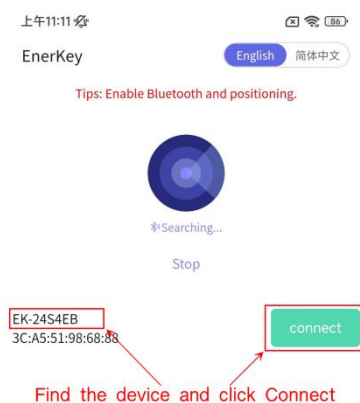 上午11:11
86
EnerKey
English 简体中文
Tips: Enable Bluetooth and positioning.
Searching...
Stop
EK-24S4EB
3C:A5:51:98:68:88
connect
Find the device and click Connect